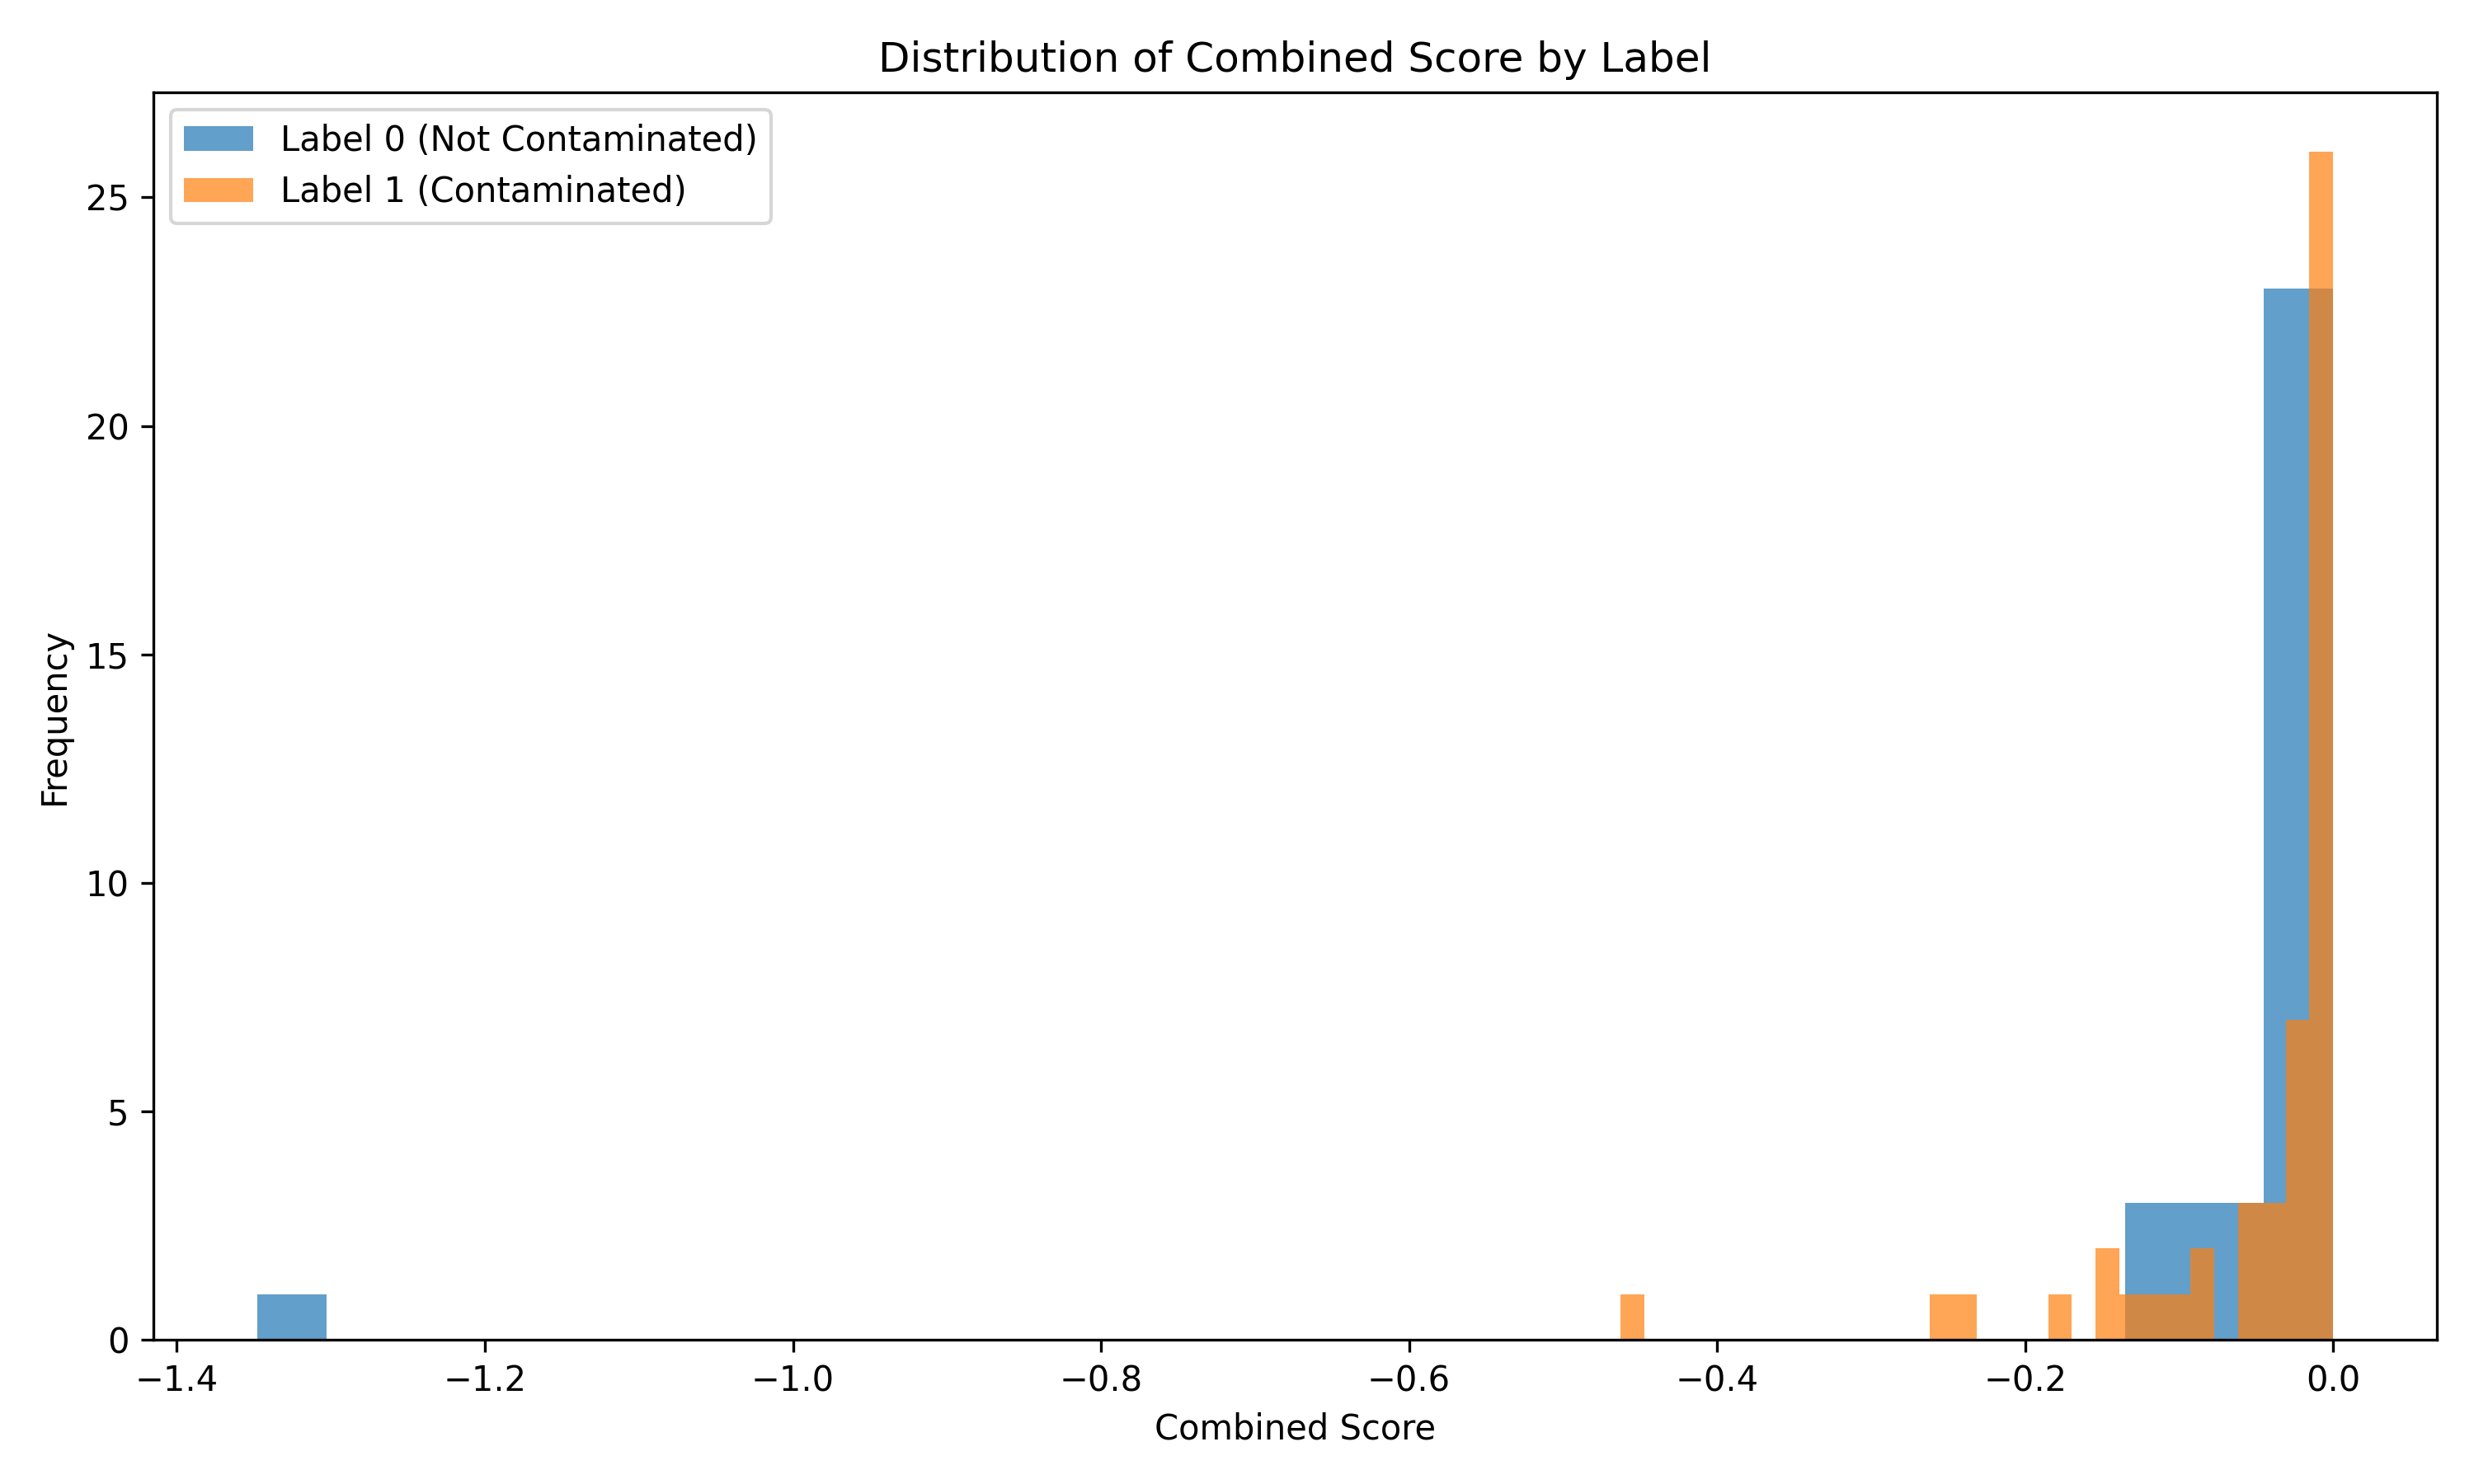 Distribution of Combined Score by Label
Label 0 (Not Contaminated)
Label 1 (Contaminated)
Frequency
25
20
15
10
5
0
−1.4 −1.2 −1.0 −0.8 −0.6 −0.4 −0.2 0.0
Combined Score